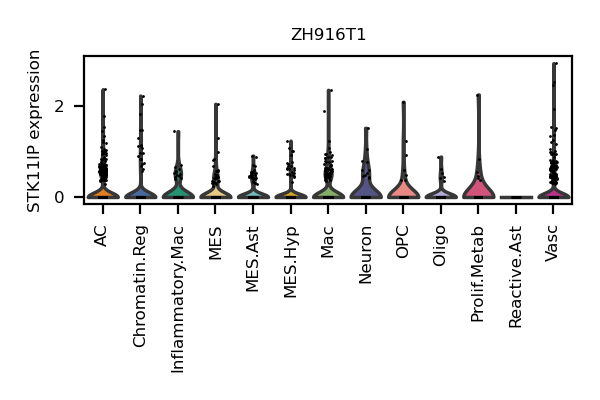 ZH916T1
STK11IP expression
2
0
AC
Chromatin.Reg
Inflammatory.Mac
MES
MES.Ast
MES.Hyp
Mac
Neuron
OPC
Oligo
Prolif.Metab
Reactive.Ast
Vasc